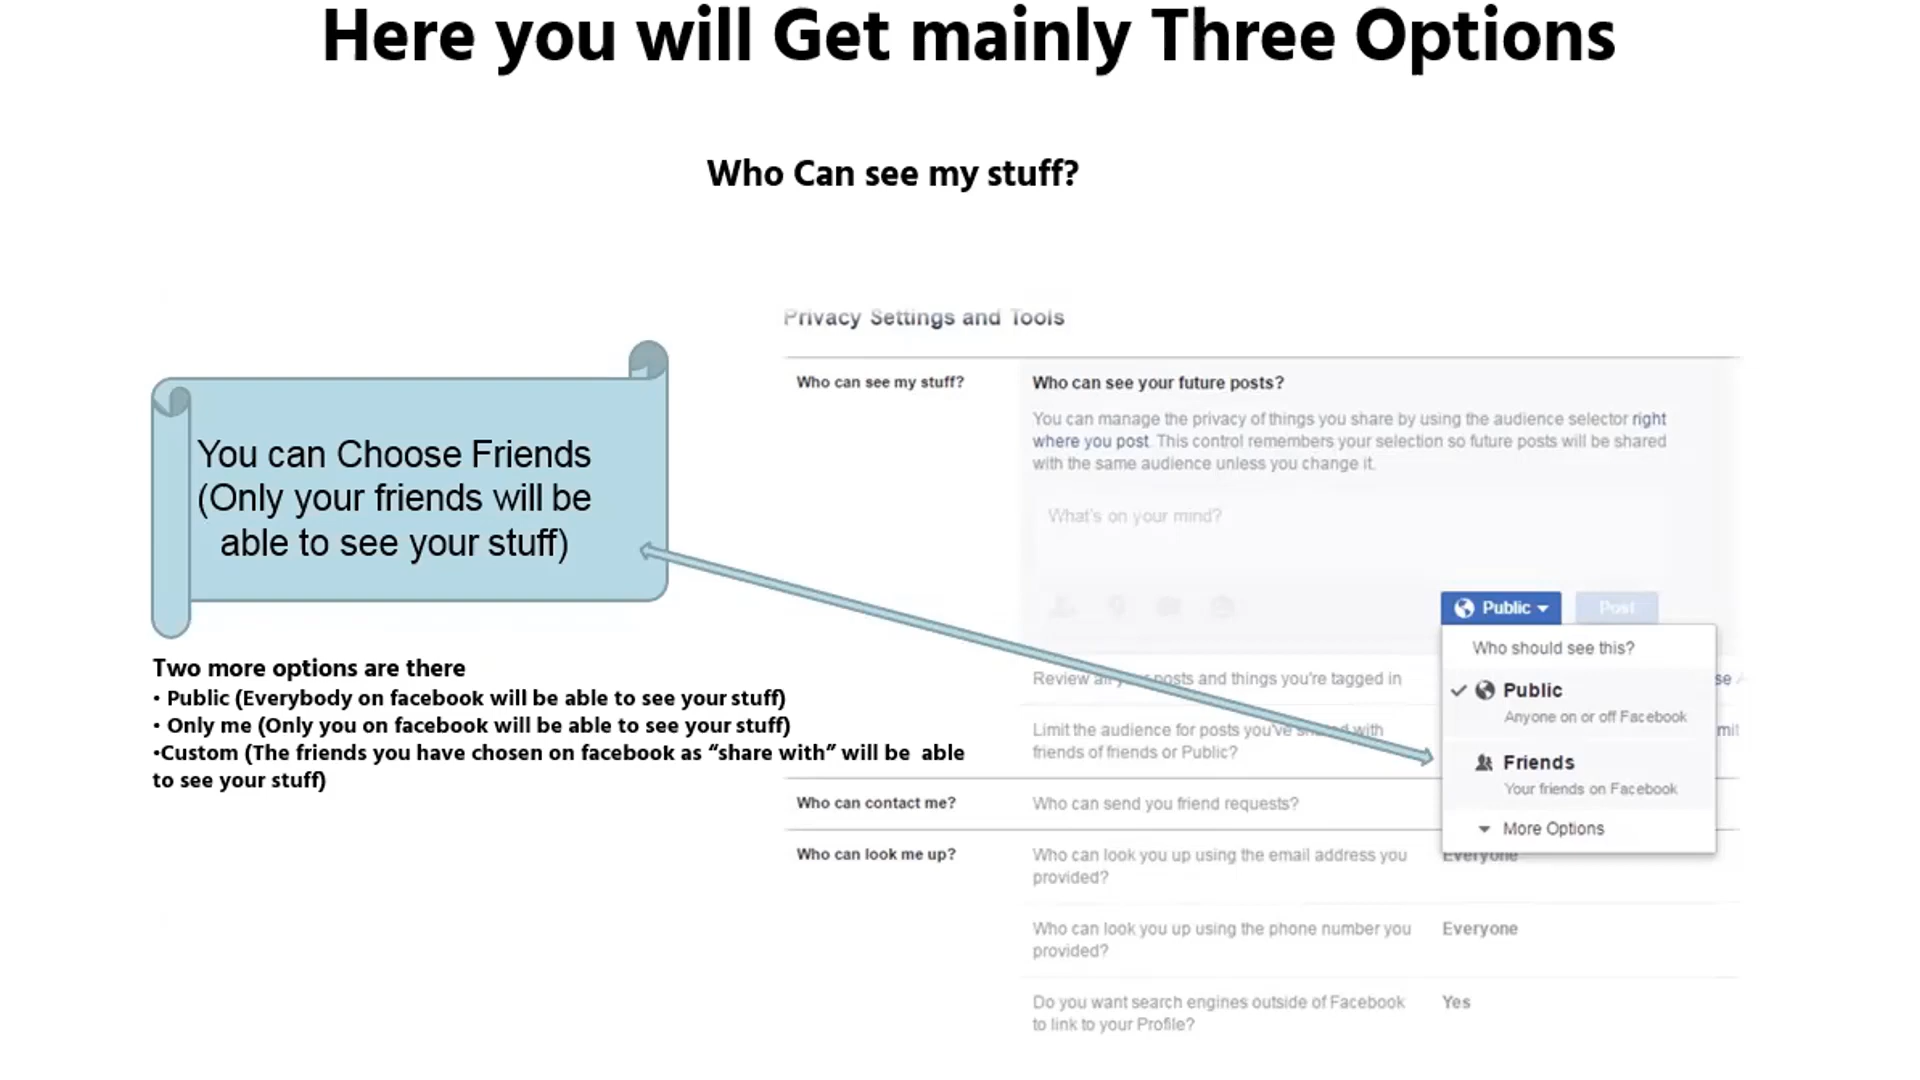 Here you will Get mainly Three Options
Who Can see my stuff?
You can Choose Friends
(Only your friends will be
able to see your stuff)
Two more options are there
• Public (Everybody on facebook will be able to see your stuff)
• Only me (Only you on facebook will be able to see your stuff)
•Custom (The friends you have chosen on facebook as “share with” will be able
to see your stuff)
Privacy Settings and Tools
Who can see my stuff?
Who can see your future posts?
You can manage the privacy of things you share by using the audience selector right
where you post. This control remembers your selection so future posts will be shared
with the same audience unless you change it.
What's on your mind?
Public
Post
Who should see this?
Public
Anyone on or off Facebook
Friends
Your friends on Facebook
More Options
Review all your posts and things you're tagged in
Limit the audience for posts you've shared with
friends of friends or Public?
Who can contact me?
Who can send you friend requests?
Who can look me up?
Who can look you up using the email address you
provided?
Everyone
Who can look you up using the phone number you
provided?
Everyone
Do you want search engines outside of Facebook
to link to your Profile?
Yes